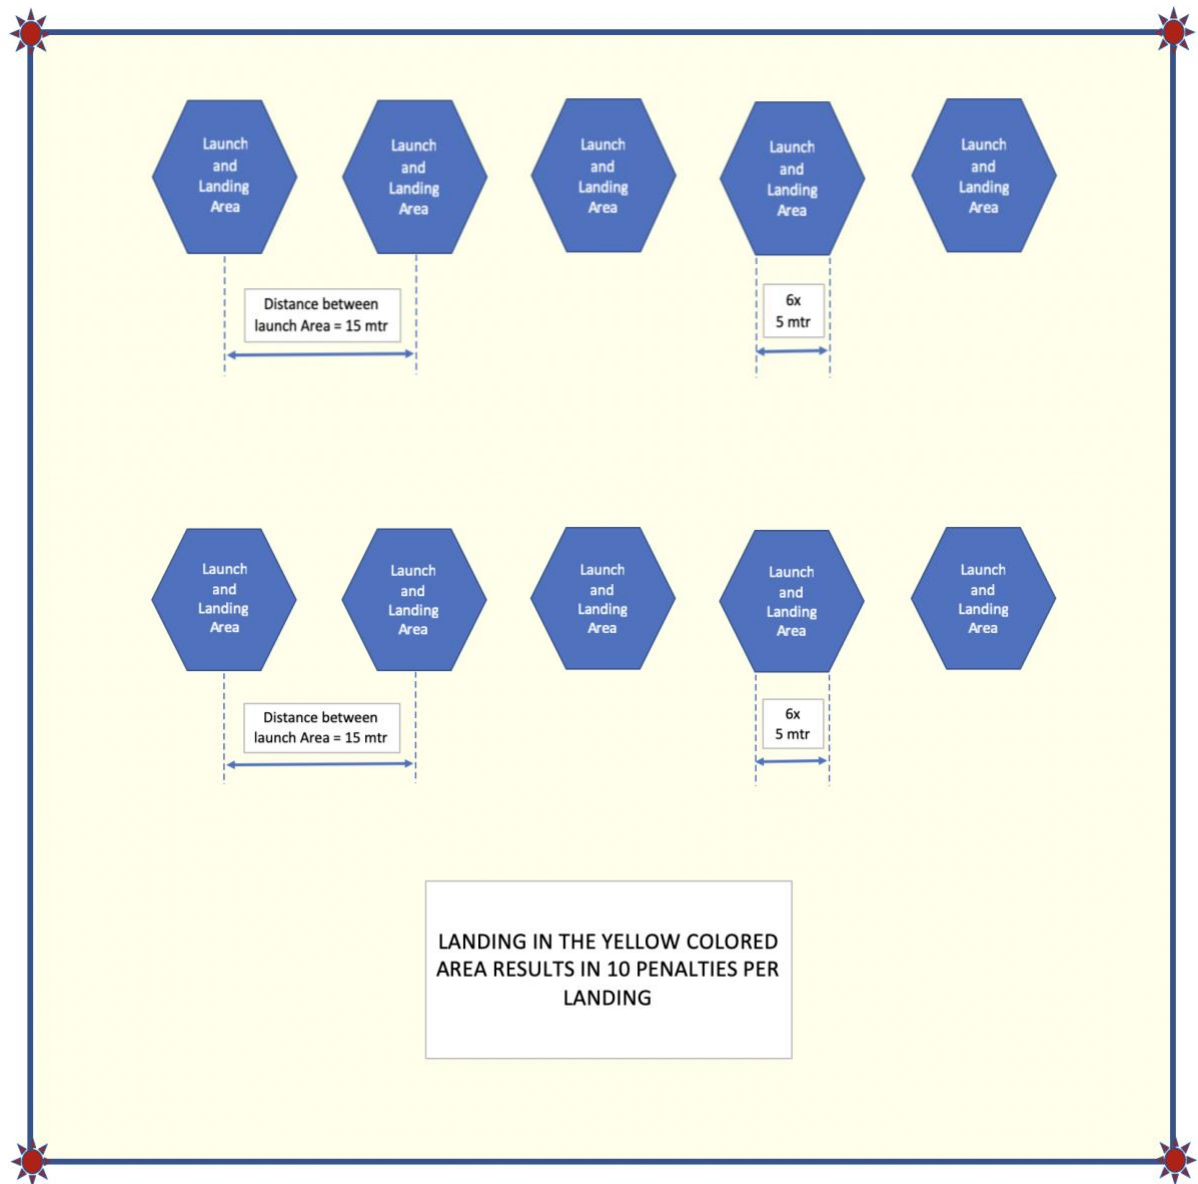 Launch
and
Landing
Area
Launch
and
Landing
Area
Launch
and
Landing
Area
Launch
and
Landing
Area
Launch
and
Landing
Area
Distance between
launch Area = 15 mtr
6x
5 mtr
Launch
and
Landing
Area
Launch
and
Landing
Area
Launch
and
Landing
Area
Launch
and
Landing
Area
Launch
and
Landing
Area
Distance between
launch Area = 15 mtr
6x
5 mtr
LANDING IN THE YELLOW COLORED
AREA RESULTS IN 10 PENALTIES PER
LANDING